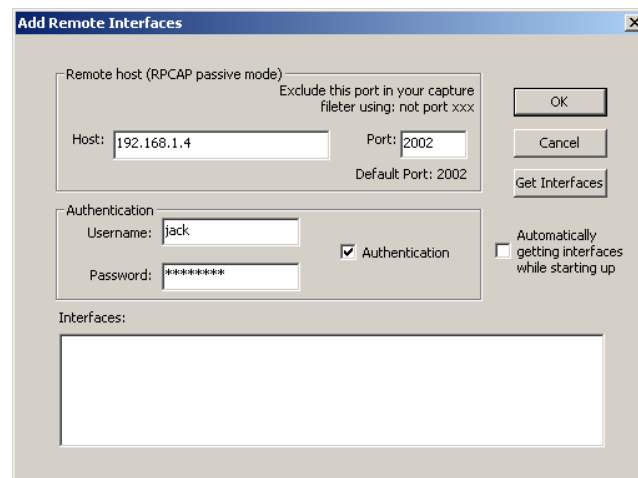 Add Remote Interfaces
Remote host (RPCAP passive mode)
Exclude this port in your capture
fileter using: not port xxx
Host: 192.168.1.4
Port: 2002
Default Port: 2002
OK
Cancel
Get Interfaces
Authentication
Username: jack
Password: ********
Authentication
Automatically
getting interfaces
while starting up
Interfaces: